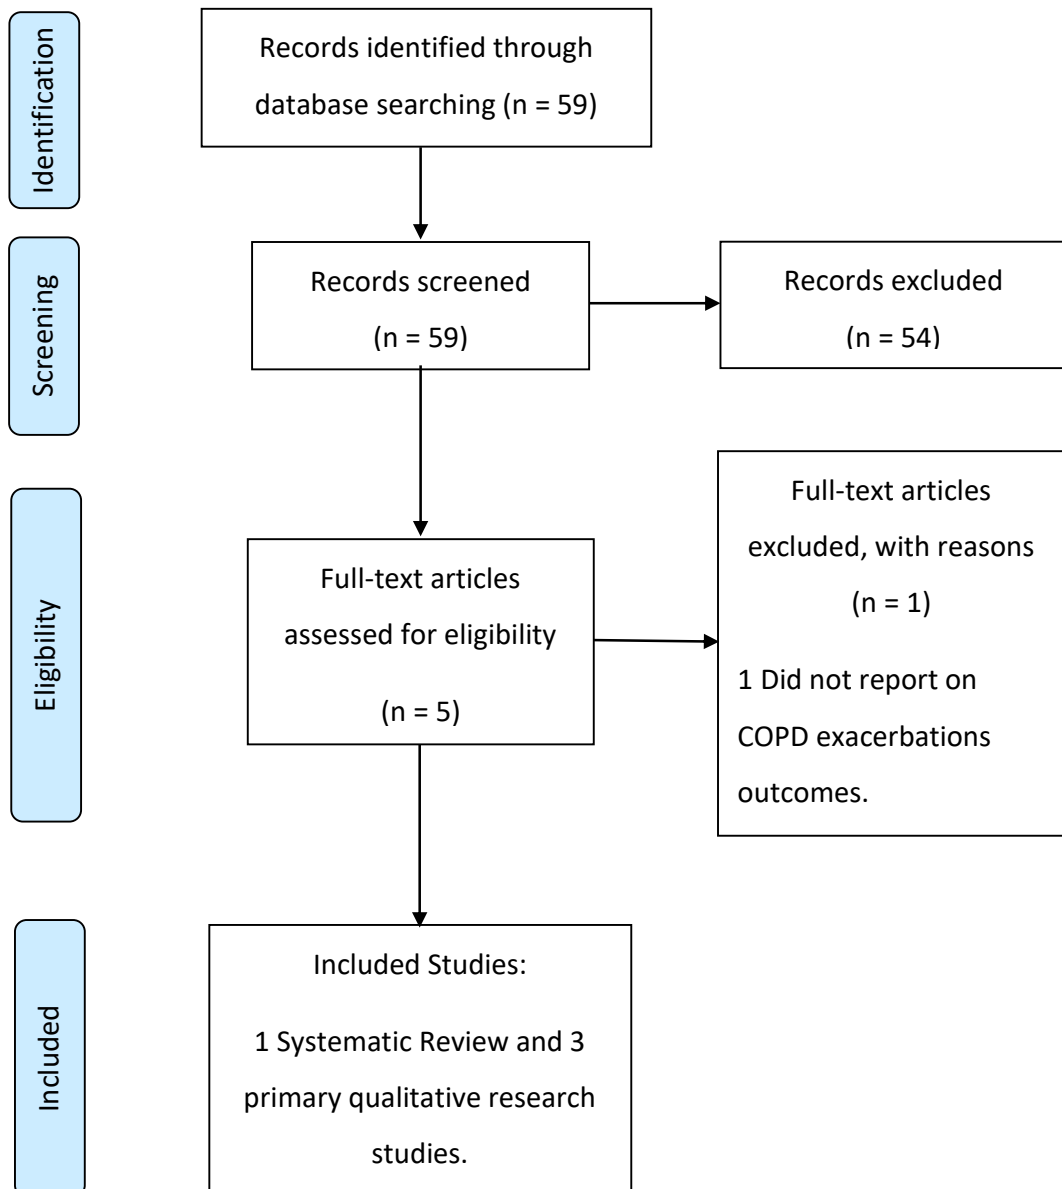 Identification
Records identified through
database searching (n = 59)
Screening
Records screened
(n = 59)
Records excluded
(n = 54)
Eligibility
Full-text articles
assessed for eligibility
(n = 5)
Full-text articles
excluded, with reasons
(n = 1)
1 Did not report on
COPD exacerbations
outcomes.
Included
Included Studies:
1 Systematic Review and 3
primary qualitative research
studies.